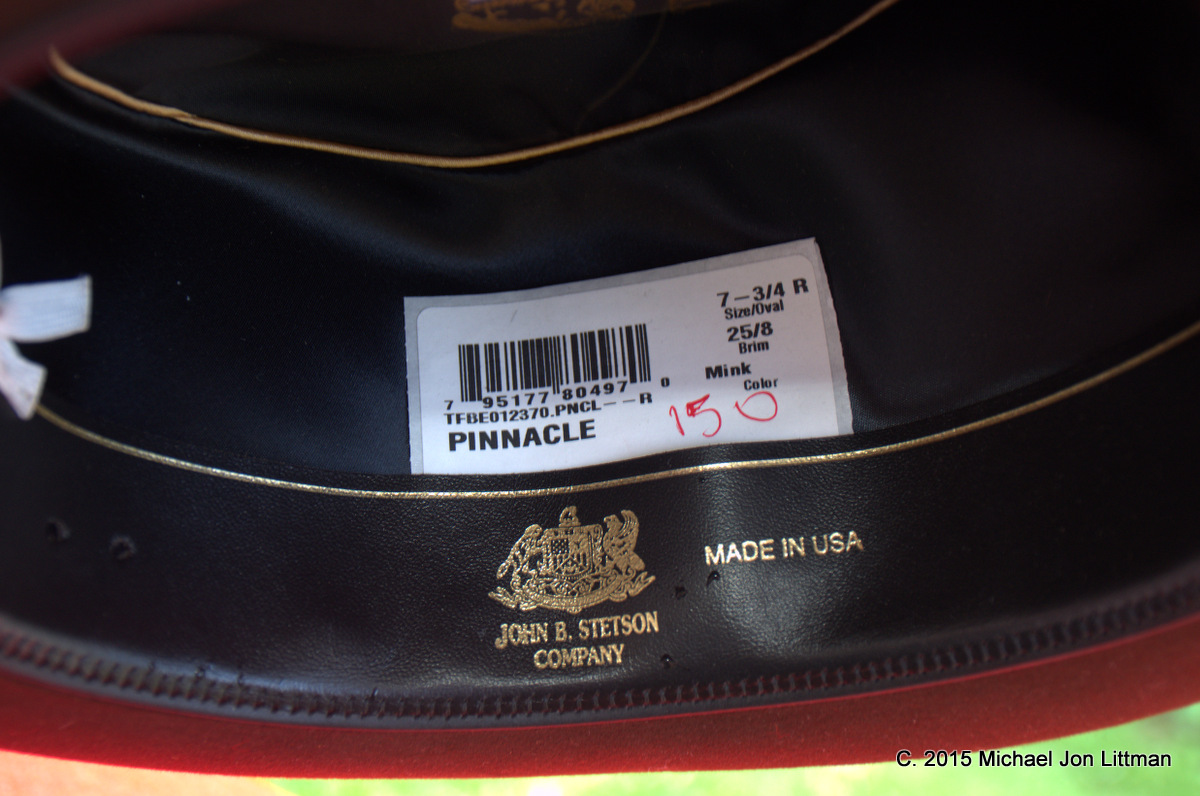 7-3/4 R
Size/Oval
25/8
Brim
Mink
Color
150
7 95177 80497 0
TFBE012370.PNCL--R
PINNACLE
MADE IN USA
JOHN B. STETSON
COMPANY
C. 2015 Michael Jon Littman